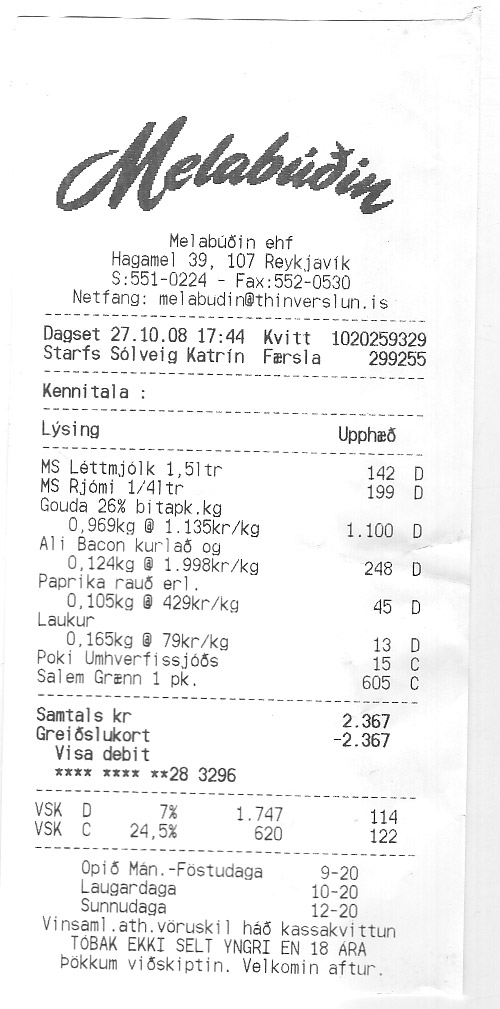 Melabúðin
Melabúðin ehf
Hagamel 39, 107 Reykjavík
S:551-0224 - Fax:552-0530
Netfang: melabudin@thinverslun.is
Dagset 27.10.08 17:44 Kvitt 1020259329
Starfs Sólveig Katrín Færsla 299255
Kennitala :
Lýsing Upphæð
MS Léttmjólk 1,5ltr 142 D
MS Rjómi 1/4ltr 199 D
Gouda 26% bitapk.kg
0,969kg @ 1.135kr/kg 1.100 D
Ali Bacon kurlað og
0,124kg @ 1.998kr/kg 248 D
Paprika rauð erl.
0,105kg @ 429kr/kg 45 D
Laukur
0,165kg @ 79kr/kg 13 D
Poki Umhverfissjóðs 15 C
Salem Grænn 1 pk. 605 C
Samtals kr 2.367
Greiðslukort -2.367
Visa debit
**** **** **28 3296
VSK D 7% 1.747 114
VSK C 24,5% 620 122
Opið Mán.-Föstudaga 9-20
Laugardaga 10-20
Sunnudaga 12-20
Vinsaml.ath.vöruskil háð kassakvittun
TÓBAK EKKI SELT YNGRI EN 18 ÁRA
Þökkum viðskiptin. Velkomin aftur.